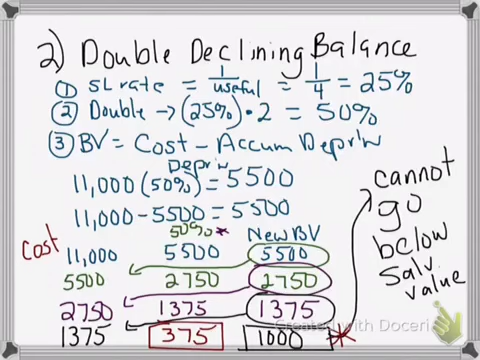 2) Double Declining Balance
① SL rate = 1/useful = 1/4 = 25%
② Double → (25%) · 2 = 50%
③ BV = Cost - Accum Depr'n
Depr'n
11,000 (50%) = 5500
11,000 - 5500 = 5500
cannot
go
below
salv.
value
50% * New BV
Cost 11,000 5500 5500
5500 2750 2750
2750 1375 1375
1375 375 1000 *
Created with Doceri